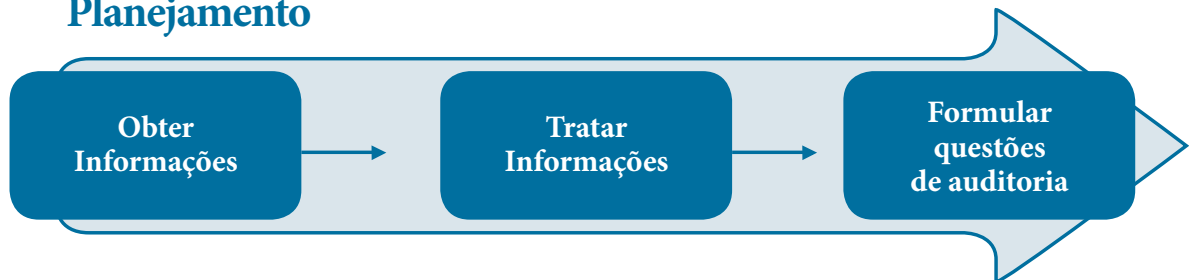 Planejamento
Obter
Informações
Tratar
Informações
Formular
questões
de auditoria